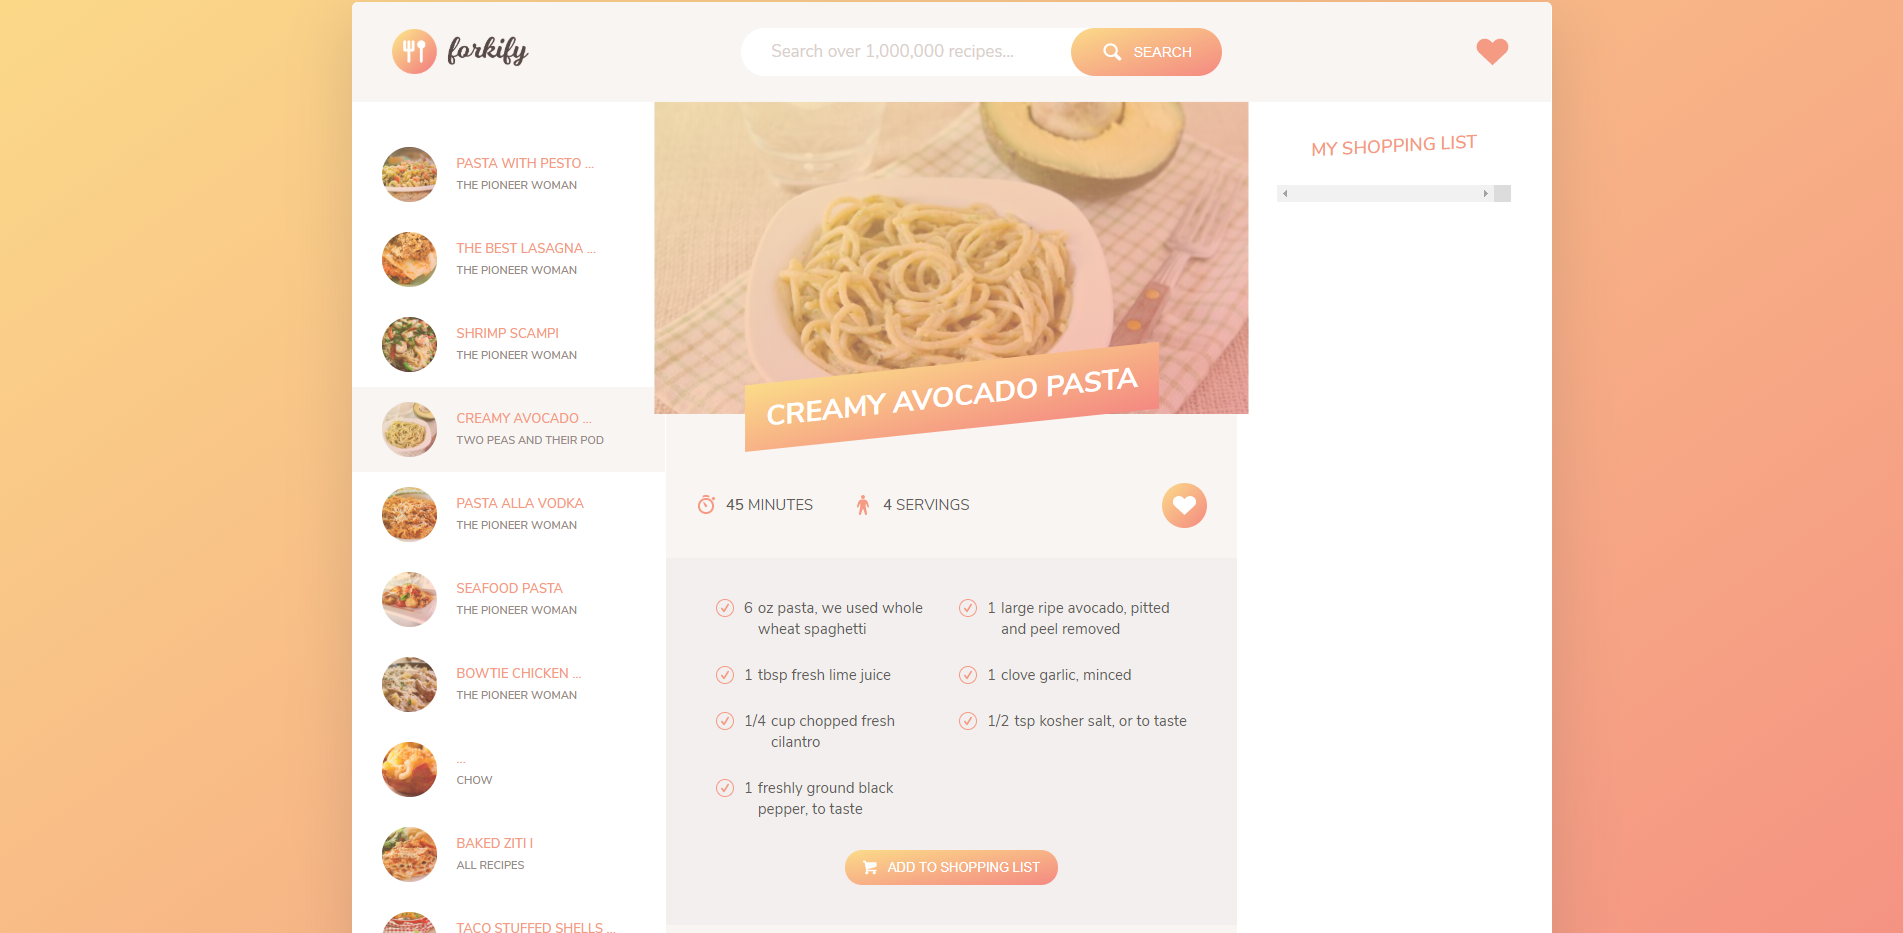 forkify
Search over 1,000,000 recipes...
SEARCH
PASTA WITH PESTO ...
THE PIONEER WOMAN
THE BEST LASAGNA ...
THE PIONEER WOMAN
SHRIMP SCAMPI
THE PIONEER WOMAN
CREAMY AVOCADO ...
TWO PEAS AND THEIR POD
PASTA ALLA VODKA
THE PIONEER WOMAN
SEAFOOD PASTA
THE PIONEER WOMAN
BOWTIE CHICKEN ...
THE PIONEER WOMAN
...
CHOW
BAKED ZITI I
ALL RECIPES
TACO STUFFED SHELLS ...
CREAMY AVOCADO PASTA
45 MINUTES
4 SERVINGS
6 oz pasta, we used whole
wheat spaghetti
1 large ripe avocado, pitted
and peel removed
1 tbsp fresh lime juice
1 clove garlic, minced
1/4 cup chopped fresh
cilantro
1/2 tsp kosher salt, or to taste
1 freshly ground black
pepper, to taste
ADD TO SHOPPING LIST
MY SHOPPING LIST